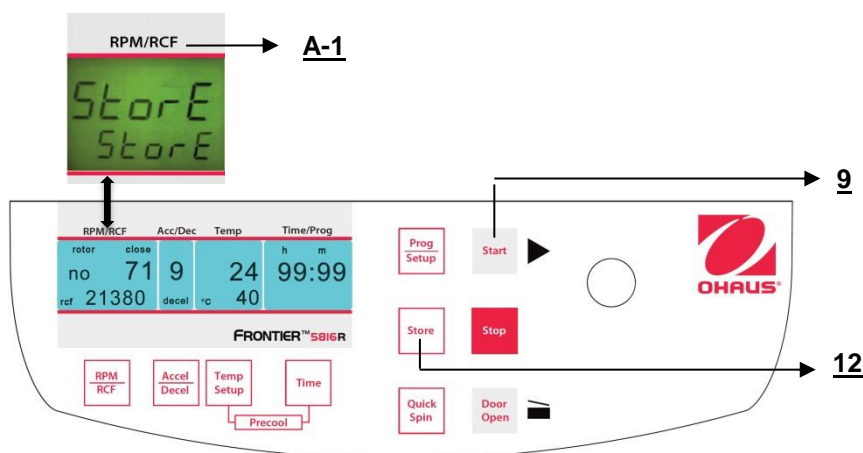 RPM/RCF
A-1
StorE
StorE
9
RPM/RCF Acc/Dec Temp Time/Prog
rotor close h m
no 71 9 24 99:99
rcf 21380 decel °C 40
FRONTIER™5816R
Prog
Setup
Start
OHAUS®
Store
Stop
12
RPM
RCF
Accel
Decel
Temp
Setup
Time
Precool
Quick
Spin
Door
Open